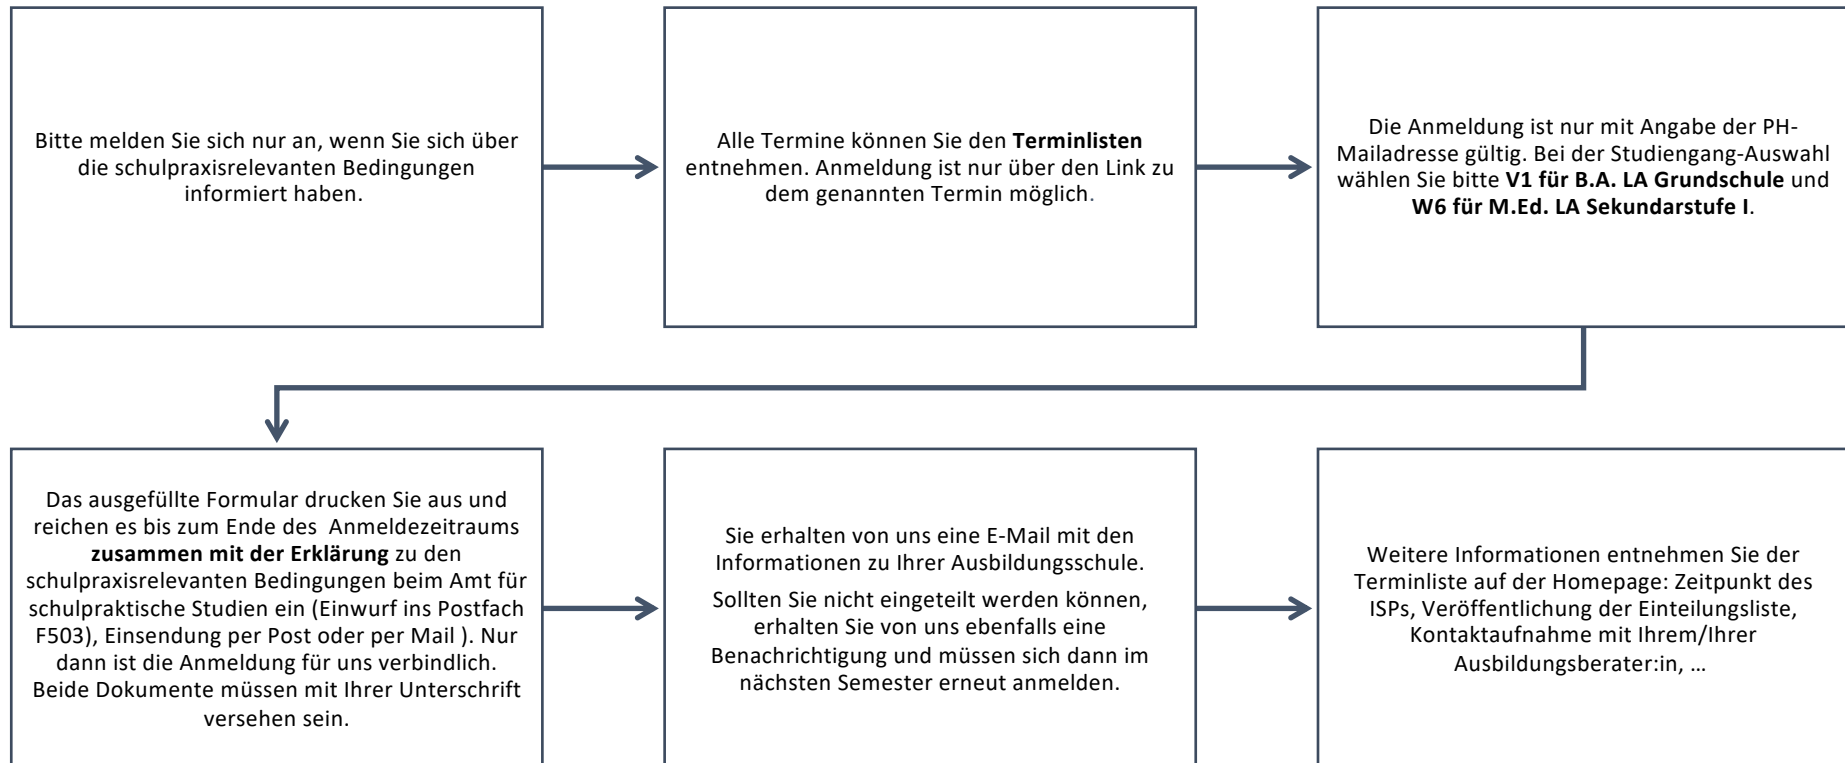 Bitte melden Sie sich nur an, wenn Sie sich über
die schulpraxisrelevanten Bedingungen
informiert haben.
Alle Termine können Sie den Terminlisten
entnehmen. Anmeldung ist nur über den Link zu
dem genannten Termin möglich.
Die Anmeldung ist nur mit Angabe der PH-
Mailadresse gültig. Bei der Studiengang-Auswahl
wählen Sie bitte V1 für B.A. LA Grundschule und
W6 für M.Ed. LA Sekundarstufe I.
Das ausgefüllte Formular drucken Sie aus und
reichen es bis zum Ende des  Anmeldezeitraums
zusammen mit der Erklärung zu den
schulpraxisrelevanten Bedingungen beim Amt für
schulpraktische Studien ein (Einwurf ins Postfach
F503), Einsendung per Post oder per Mail ). Nur
dann ist die Anmeldung für uns verbindlich.
Beide Dokumente müssen mit Ihrer Unterschrift
versehen sein.
Sie erhalten von uns eine E-Mail mit den
Informationen zu Ihrer Ausbildungsschule.
Sollten Sie nicht eingeteilt werden können,
erhalten Sie von uns ebenfalls eine
Benachrichtigung und müssen sich dann im
nächsten Semester erneut anmelden.
Weitere Informationen entnehmen Sie der
Terminliste auf der Homepage: Zeitpunkt des
ISPs, Veröffentlichung der Einteilungsliste,
Kontaktaufnahme mit Ihrem/Ihrer
Ausbildungsberater:in, …